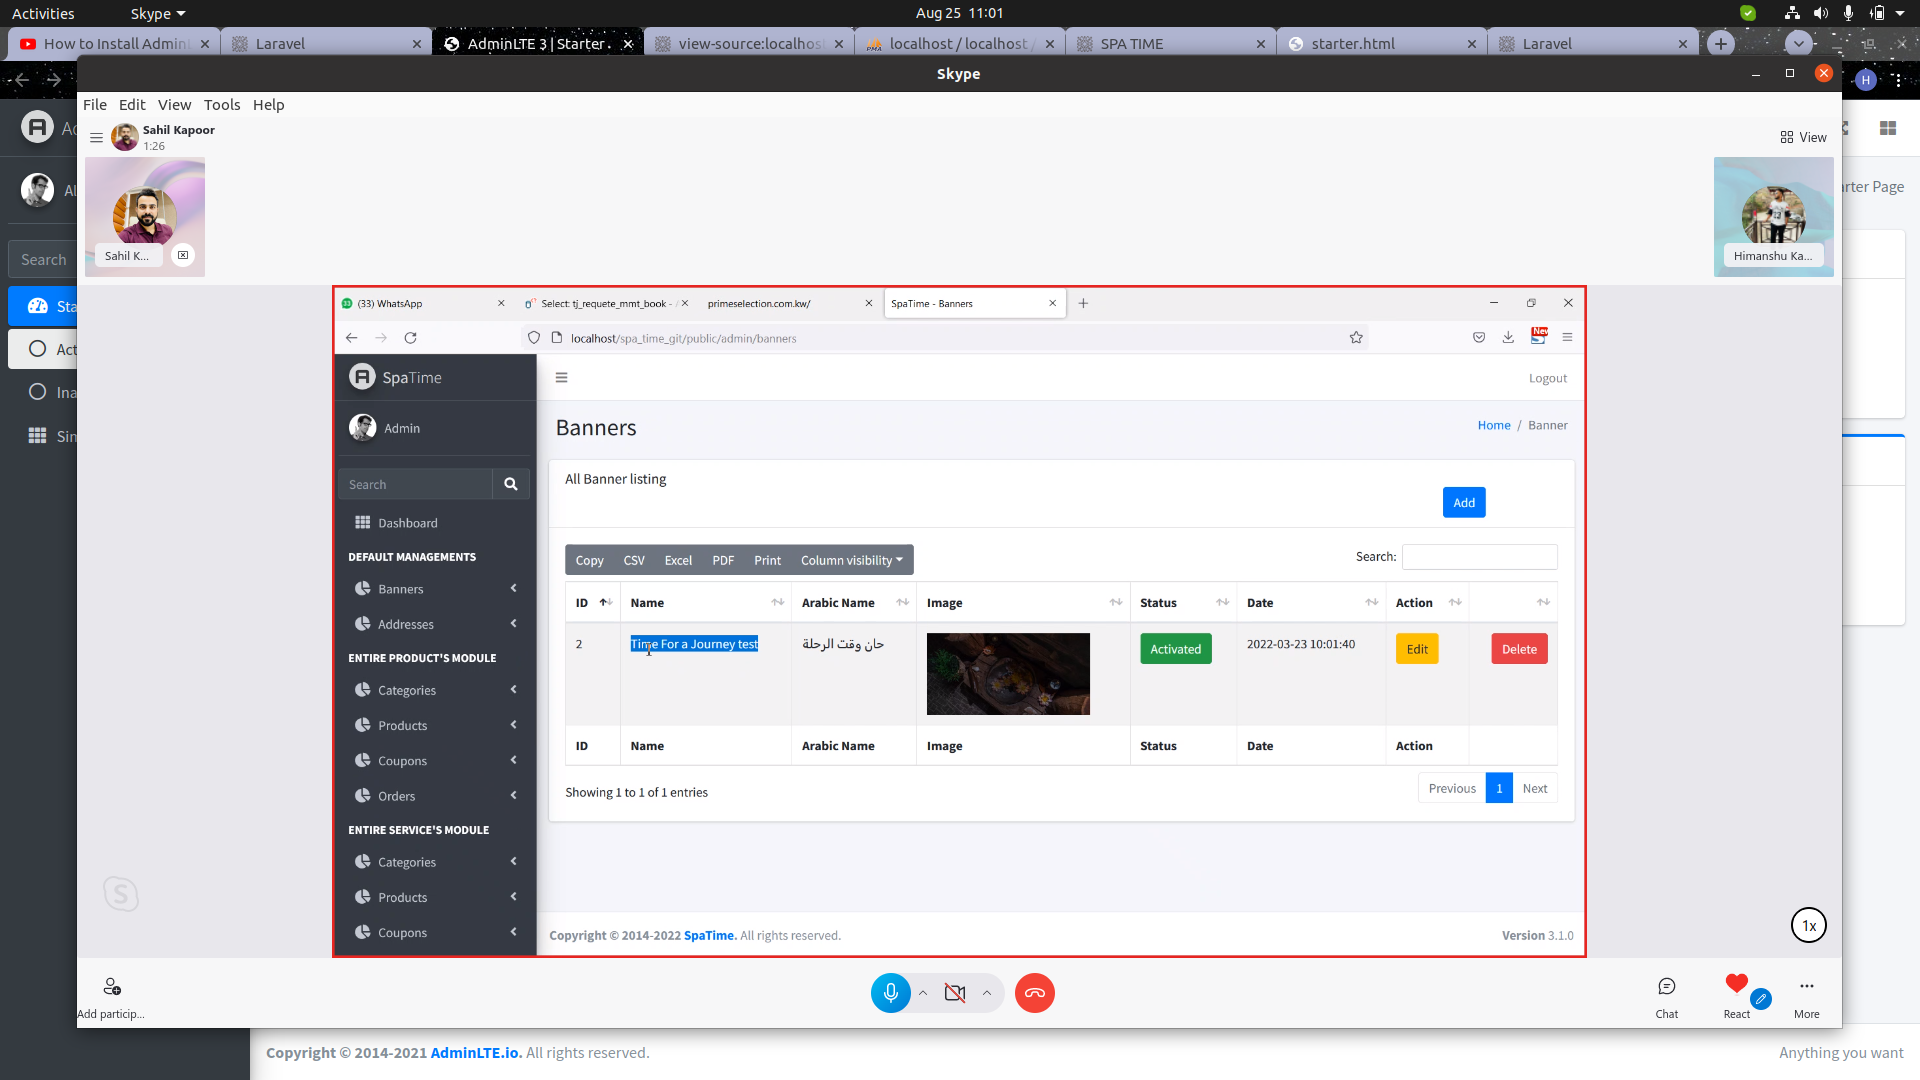 Activities
Skype
Aug 25 11:01
How to Install Admin
Laravel
AdminLTE 3 | Starter
view-source:localhos
localhost / localhost /
SPA TIME
starter.html
Laravel
Skype
H
File Edit View Tools Help
Sahil Kapoor
1:26
View
Sahil K...
Himanshu Ka...
arter Page
Search
Sta
Act
Ina
Sin
(33) WhatsApp
Select: tj_requete_mmt_book -
primeselection.com.kw/
SpaTime - Banners
localhost/spa_time_git/public/admin/banners
New
SpaTime
Logout
Admin
Banners
Home / Banner
Search
All Banner listing
Add
Dashboard
DEFAULT MANAGEMENTS
Banners
Addresses
ENTIRE PRODUCT'S MODULE
Categories
Products
Coupons
Orders
ENTIRE SERVICE'S MODULE
Categories
Products
Coupons
Copy CSV Excel PDF Print Column visibility
Search:
ID Name Arabic Name Image Status Date Action
2 Time For a Journey test حان وقت الرحلة Activated 2022-03-23 10:01:40 Edit Delete
ID Name Arabic Name Image Status Date Action
Showing 1 to 1 of 1 entries
Previous 1 Next
Copyright © 2014-2022 SpaTime. All rights reserved.
Version 3.1.0
1x
Add particip...
Chat
React
More
Copyright © 2014-2021 AdminLTE.io. All rights reserved.
Anything you want